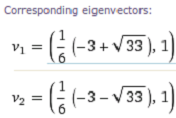 Corresponding eigenvectors:
v₁ = (1/6 (-3 + √33), 1)
v₂ = (1/6 (-3 - √33), 1)